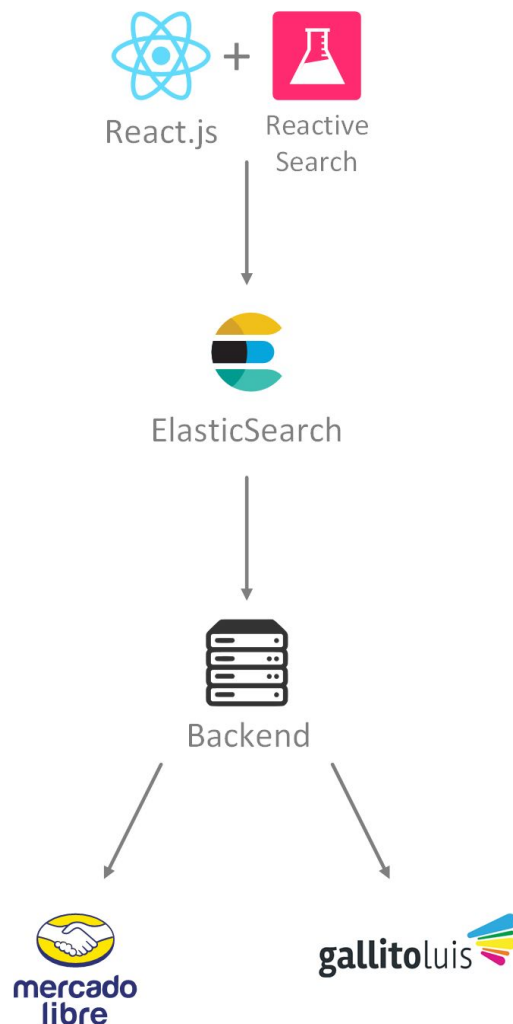 React.js
+
Reactive
Search
ElasticSearch
Backend
mercado
libre
gallitoluis